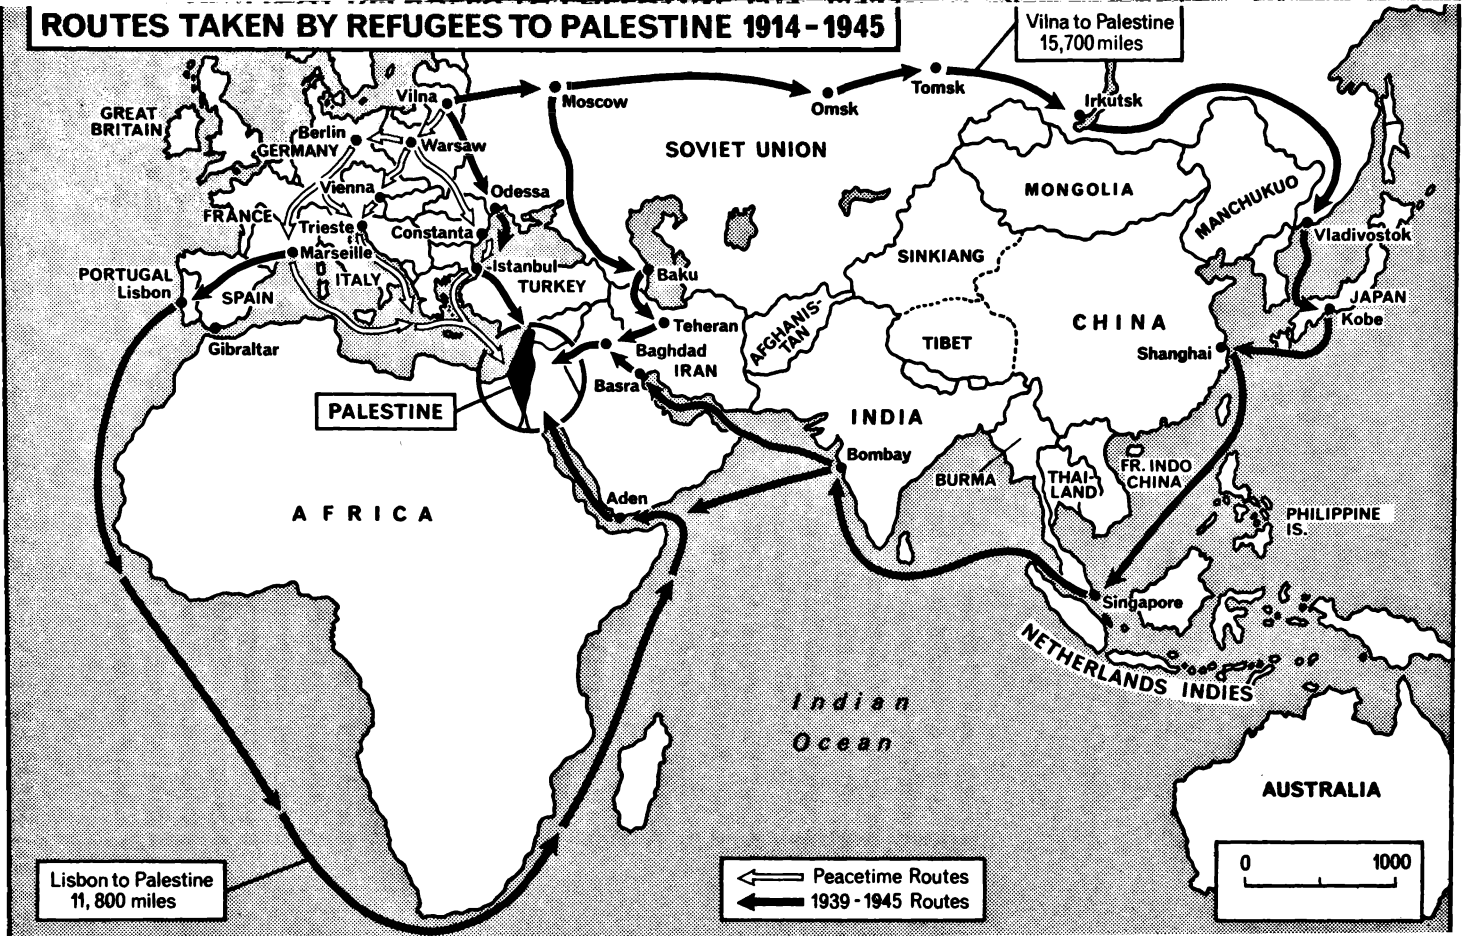 ROUTES TAKEN BY REFUGEES TO PALESTINE 1914-1945
Vilna to Palestine
15,700 miles
Vilna
Moscow
Omsk
Tomsk
Irkutsk
GREAT
BRITAIN
Berlin
GERMANY
Warsaw
SOVIET UNION
MONGOLIA
MANCHUKUO
Vienna
Odessa
FRANCE
Trieste
Constanta
Vladivostok
Marseille
Istanbul
TURKEY
Baku
SINKIANG
PORTUGAL
Lisbon
SPAIN
ITALY
JAPAN
Kobe
Teheran
AFGHANIS-
TAN
TIBET
CHINA
Shanghai
Gibraltar
Baghdad
IRAN
Basra
PALESTINE
INDIA
Bombay
BURMA
THAI-
LAND
FR. INDO
CHINA
AFRICA
Aden
PHILIPPINE
IS.
Singapore
NETHERLANDS INDIES
Indian
Ocean
AUSTRALIA
Lisbon to Palestine
11,800 miles
Peacetime Routes
1939-1945 Routes
0 1000